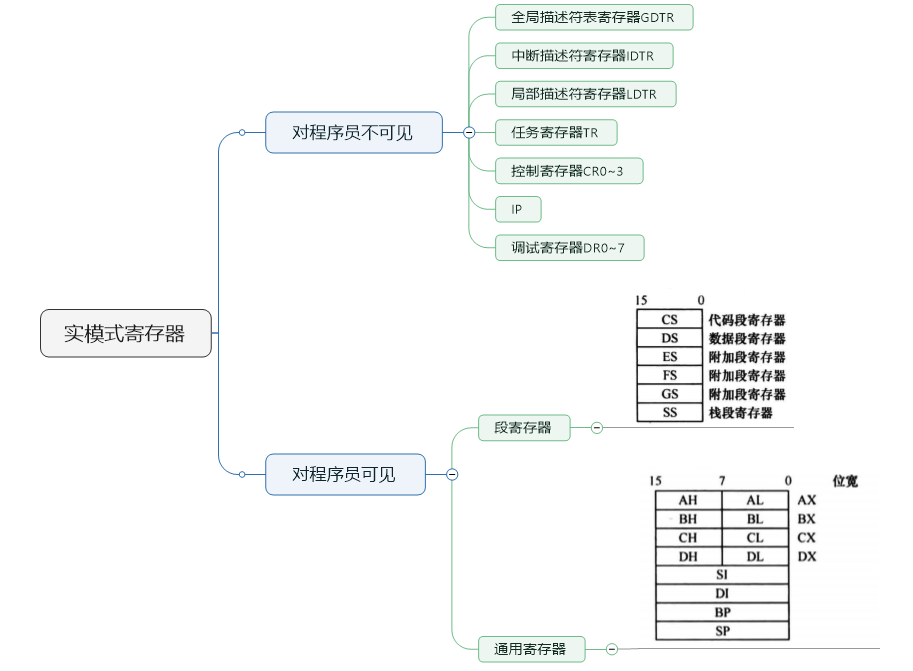 实模式寄存器
对程序员不可见
全局描述符表寄存器GDTR
中断描述符寄存器IDTR
局部描述符寄存器LDTR
任务寄存器TR
控制寄存器CR0~3
IP
调试寄存器DR0~7
对程序员可见
段寄存器
15 0
CS 代码段寄存器
DS 数据段寄存器
ES 附加段寄存器
FS 附加段寄存器
GS 附加段寄存器
SS 栈段寄存器
通用寄存器
15 7 0 位宽
AH AL AX
BH BL BX
CH CL CX
DH DL DX
SI
DI
BP
SP